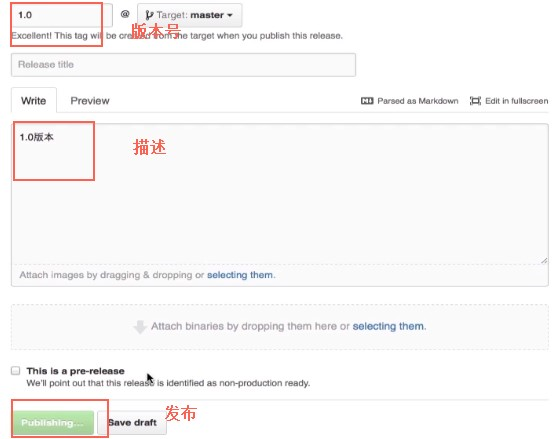 1.0 @ Target: master
版本号
Excellent! This tag will be created from the target when you publish this release.
Release title
Write Preview Parsed as Markdown Edit in fullscreen
1.0版本
描述
Attach images by dragging & dropping or selecting them.
Attach binaries by dropping them here or selecting them.
This is a pre-release
We'll point out that this release is identified as non-production ready.
Publishing... Save draft 发布